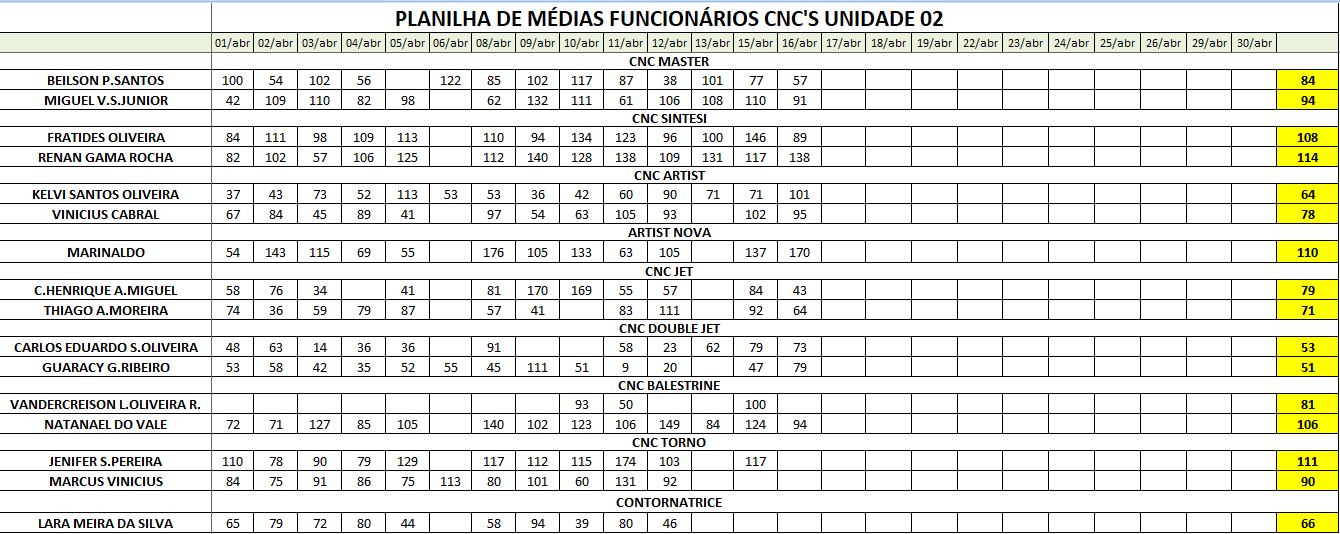 PLANILHA DE MÉDIAS FUNCIONÁRIOS CNC'S UNIDADE 02
01/abr 02/abr 03/abr 04/abr 05/abr 06/abr 08/abr 09/abr 10/abr 11/abr 12/abr 13/abr 15/abr 16/abr 17/abr 18/abr 19/abr 22/abr 23/abr 24/abr 25/abr 26/abr 29/abr 30/abr
CNC MASTER
BEILSON P.SANTOS 100 54 102 56 122 85 102 117 87 38 101 77 57 84
MIGUEL V.S.JUNIOR 42 109 110 82 98 62 132 111 61 106 108 110 91 94
CNC SINTESI
FRATIDES OLIVEIRA 84 111 98 109 113 110 94 134 123 96 100 146 89 108
RENAN GAMA ROCHA 82 102 57 106 125 112 140 128 138 109 131 117 138 114
CNC ARTIST
KELVI SANTOS OLIVEIRA 37 43 73 52 113 53 53 36 42 60 90 71 71 101 64
VINICIUS CABRAL 67 84 45 89 41 97 54 63 105 93 102 95 78
ARTIST NOVA
MARINALDO 54 143 115 69 55 176 105 133 63 105 137 170 110
CNC JET
C.HENRIQUE A.MIGUEL 58 76 34 41 81 170 169 55 57 84 43 79
THIAGO A.MOREIRA 74 36 59 79 87 57 41 83 111 92 64 71
CNC DOUBLE JET
CARLOS EDUARDO S.OLIVEIRA 48 63 14 36 36 91 58 23 62 79 73 53
GUARACY G.RIBEIRO 53 58 42 35 52 55 45 111 51 9 20 47 79 51
CNC BALESTRINE
VANDERCREISON L.OLIVEIRA R. 93 50 100 81
NATANAEL DO VALE 72 71 127 85 105 140 102 123 106 149 84 124 94 106
CNC TORNO
JENIFER S.PEREIRA 110 78 90 79 129 117 112 115 174 103 117 111
MARCUS VINICIUS 84 75 91 86 75 113 80 101 60 131 92 90
CONTORNATRICE
LARA MEIRA DA SILVA 65 79 72 80 44 58 94 39 80 46 66